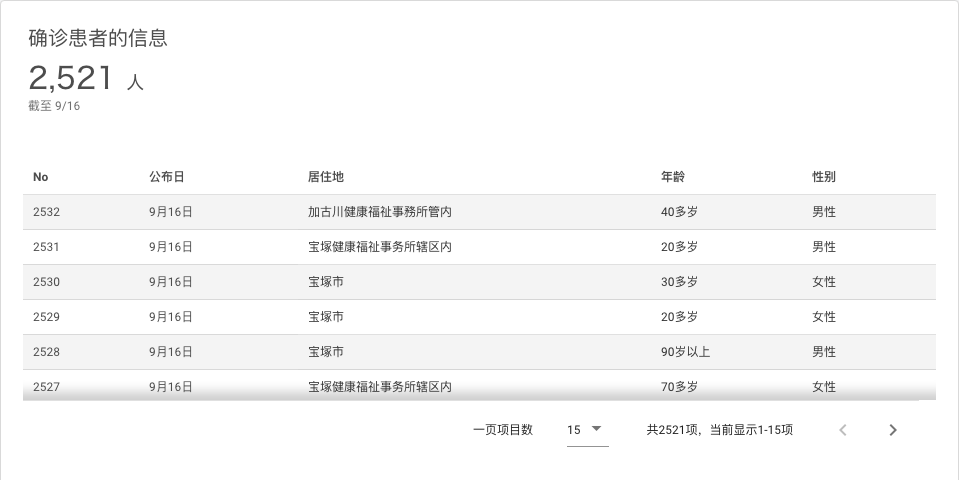 确诊患者的信息
2,521 人
截至 9/16
No 公布日 居住地 年龄 性别
2532 9月16日 加古川健康福祉事務所管内 40多岁 男性
2531 9月16日 宝塚健康福祉事务所辖区内 20多岁 男性
2530 9月16日 宝塚市 30多岁 女性
2529 9月16日 宝塚市 20多岁 女性
2528 9月16日 宝塚市 90岁以上 男性
2527 9月16日 宝塚健康福祉事务所辖区内 70多岁 女性
一页项目数 15 共2521项，当前显示1-15项